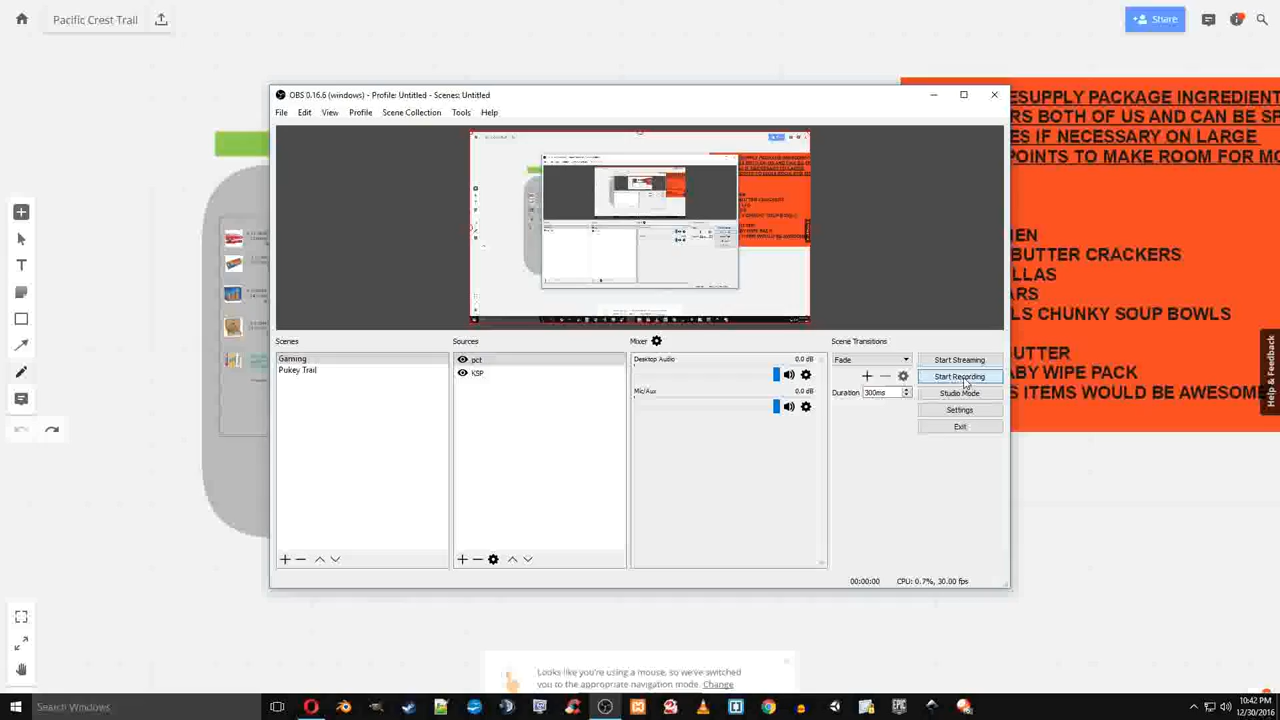 Pacific Crest Trail
Share
OBS 0.16.6 (windows) - Profile: Untitled - Scenes: Untitled
File Edit View Profile Scene Collection Tools Help
ESUPPLY PACKAGE INGREDIENT
RS BOTH OF US AND CAN BE SP
ES IF NECESSARY ON LARGE
POINTS TO MAKE ROOM FOR MO
EN
BUTTER CRACKERS
LLAS
ARS
LS CHUNKY SOUP BOWLS
UTTER
ABY WIPE PACK
S ITEMS WOULD BE AWESOME
Help & Feedback
Scenes
Gaming
Pukey Trail
Sources
pct
KSP
Mixer
Desktop Audio 0.0 dB
Mic/Aux 0.0 dB
Scene Transitions
Fade
Duration 300ms
Start Streaming
Start Recording
Studio Mode
Settings
Exit
00:00:00 CPU: 0.7%, 30.00 fps
Looks like you're using a mouse, so we've switched
you to the appropriate navigation mode. Change
Search Windows
10:42 PM
12/30/2016